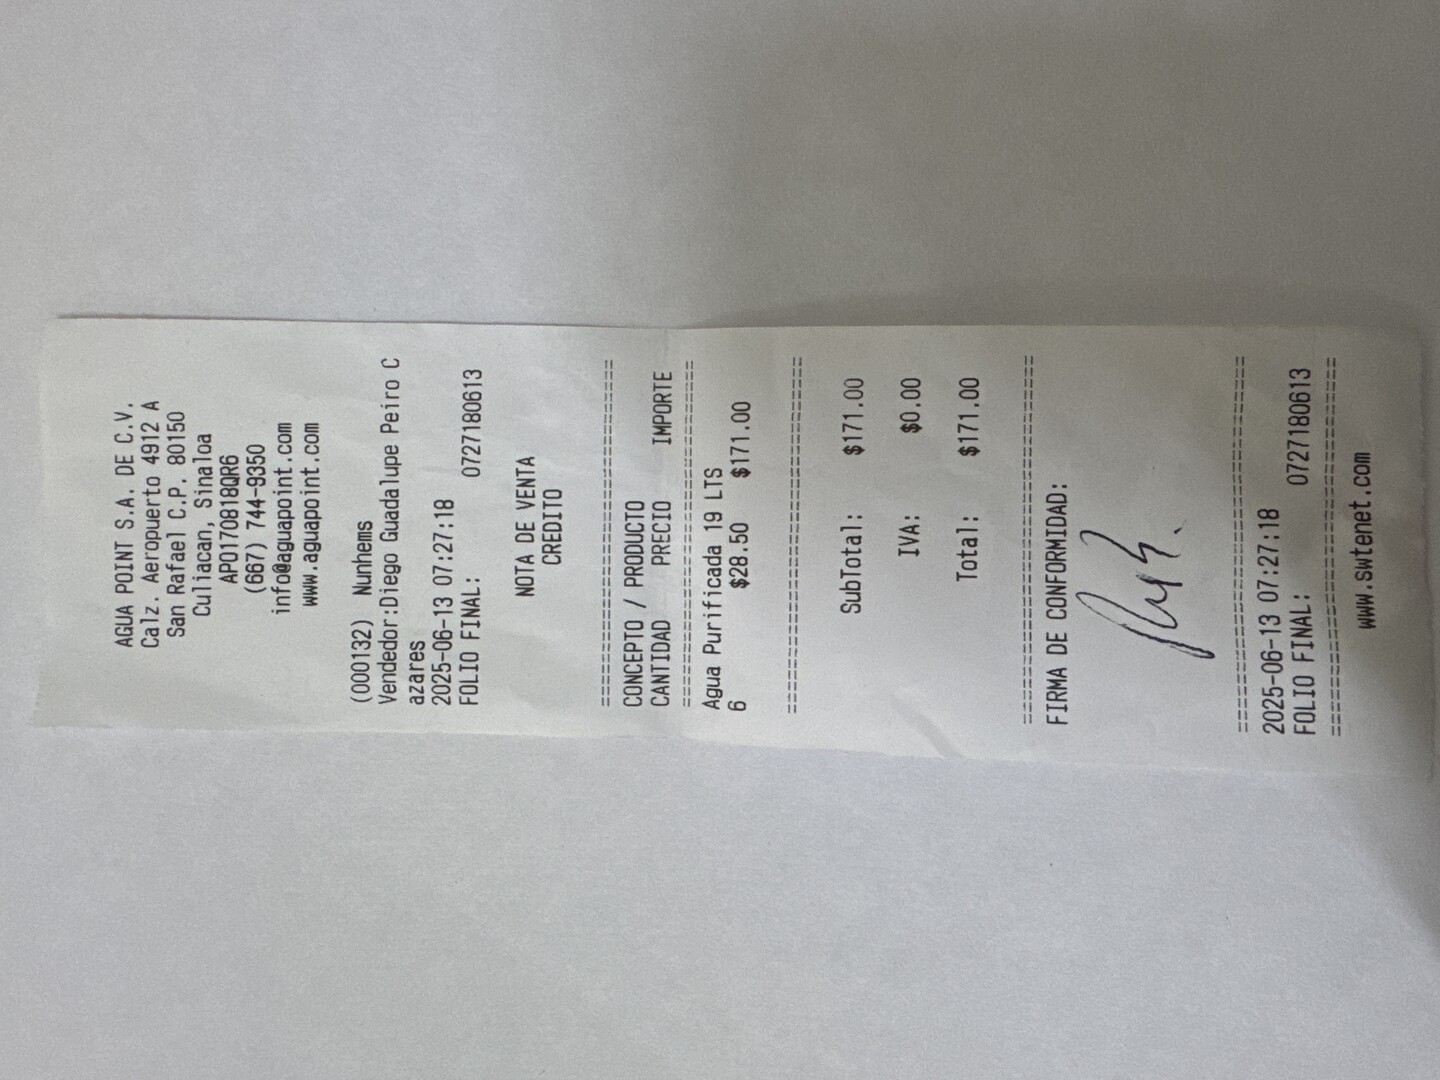 AGUA POINT S.A. DE C.V.
Calz. Aeropuerto 4912 A
San Rafael C.P. 80150
Culiacan, Sinaloa
APO170818QR6
(667) 744-9350
info@aguapoint.com
www.aguapoint.com
(000132) Nunhems
Vendedor:Diego Guadalupe Peiro C
azares
2025-06-13 07:27:18
FOLIO FINAL: 0727180613
NOTA DE VENTA
CREDITO
================================
CONCEPTO / PRODUCTO
CANTIDAD PRECIO IMPORTE
================================
Agua Purificada 19 LTS
6 $28.50 $171.00
================================
SubTotal: $171.00
IVA: $0.00
Total: $171.00
================================
FIRMA DE CONFORMIDAD:
================================
2025-06-13 07:27:18
FOLIO FINAL: 0727180613
================================
www.swtenet.com